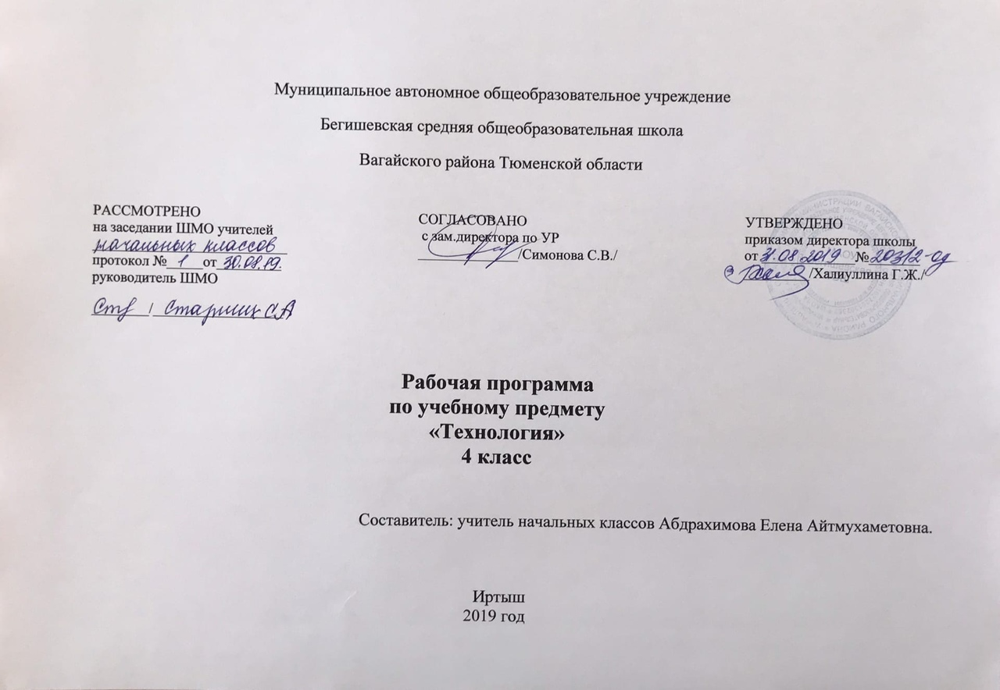 Муниципальное автономное общеобразовательное учреждение
Бегишевская средняя общеобразовательная школа
Вагайского района Тюменской области
РАССМОТРЕНО
на заседании ШМО учителей
начальных классов
протокол № 1 от 30.08.19.
руководитель ШМО
/ Старших С.А
СОГЛАСОВАНО
с зам.директора по УР
/Симонова С.В./
УТВЕРЖДЕНО
приказом директора школы
от 31.08.2019 № 203/2-од
/Халиуллина Г.Ж./
Рабочая программа
по учебному предмету
«Технология»
4 класс
Составитель: учитель начальных классов Абдрахимова Елена Айтмухаметовна.
Иртыш
2019 год